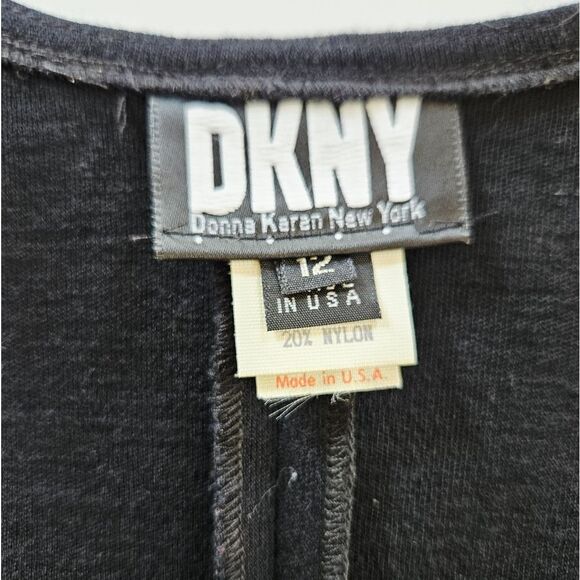 DKNY
Donna Karan New York
12
IN USA
20% NYLON
Made in U.S.A.